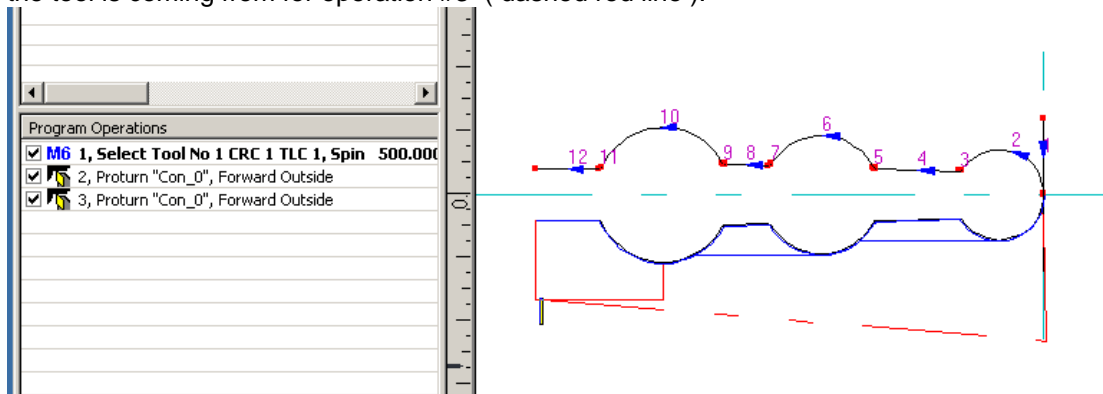 the tool is coming from for operation #3 ( dashed red line ).
Program Operations
M6 1, Select Tool No 1 CRC 1 TLC 1, Spin 500.000
2, Proturn "Con_0", Forward Outside
3, Proturn "Con_0", Forward Outside
0
10
6
2
12 11 9 8 7 5 4 3